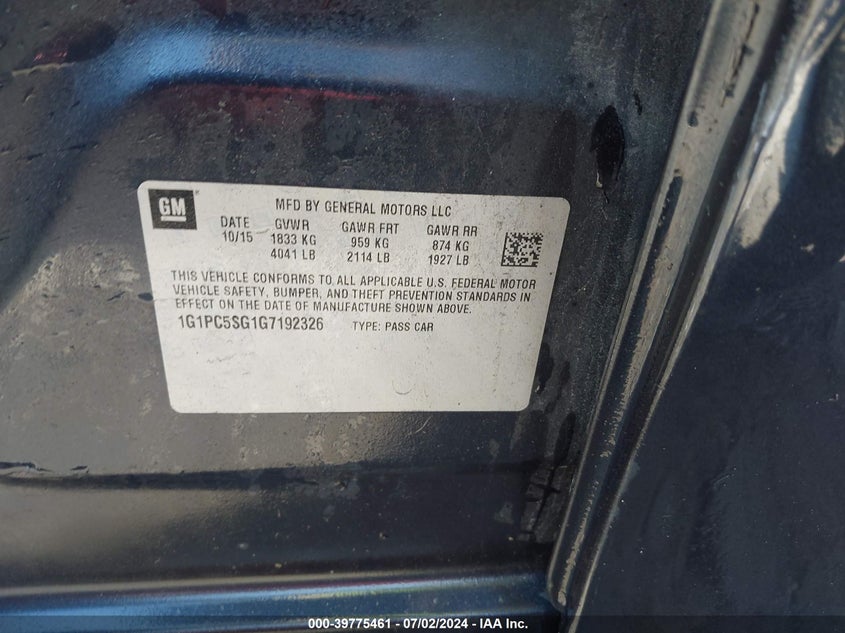 GM
MFD BY GENERAL MOTORS LLC
DATE GVWR GAWR FRT GAWR RR
10/15 1833 KG 959 KG 874 KG
4041 LB 2114 LB 1927 LB
THIS VEHICLE CONFORMS TO ALL APPLICABLE U.S. FEDERAL MOTOR
VEHICLE SAFETY, BUMPER, AND THEFT PREVENTION STANDARDS IN
EFFECT ON THE DATE OF MANUFACTURE SHOWN ABOVE.
1G1PC5SG1G7192326 TYPE: PASS CAR
000-39775461 - 07/02/2024 - IAA Inc.